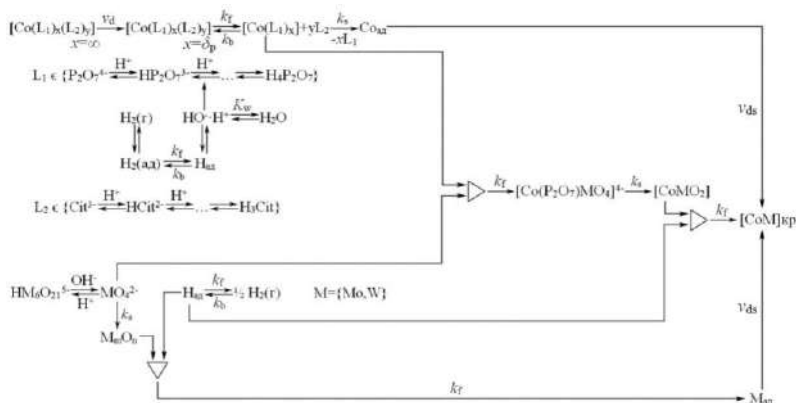 [Co(L₁)ₓ(L₂)ᵧ] v_d [Co(L₁)ₓ(L₂)ᵧ] k_f k_b [Co(L₁)ₓ]+yL₂ k_s -xL₁ Co_ад
x=∞ x=δ_p
L₁ ϵ {P₂O₇⁴⁻ H⁺ HP₂O₇³⁻ H⁺ … H₄P₂O₇}
H₂(г) HO⁻ H⁺ K_w H₂O
v_ds
H₂(ад) k_f k_b H_ад
k_f [Co(P₂O₇)MO₄]⁴⁻ k_s [CoMO₂]
L₂ ϵ {Cit³⁻ H⁺ HCit²⁻ H⁺ … H₃Cit}
k_f [CoM]кр
HM₆O₂₁⁵⁻ OH⁻ H⁺ MO₄²⁻ H_ад k_f k_b ½ H₂(г) M={Mo,W}
v_ds
k_s
MₘOₙ
k_f
M_ад